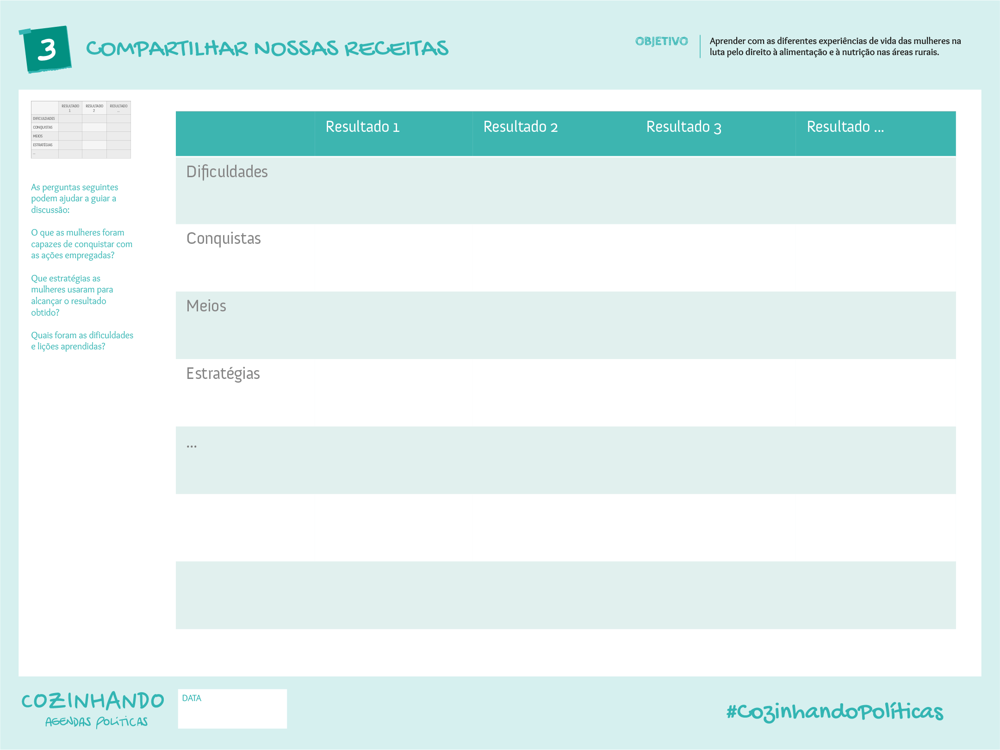 3
COMPARTILHAR NOSSAS RECEITAS
OBJETIVO
Aprender com as diferentes experiências de vida das mulheres na
luta pelo direito à alimentação e à nutrição nas áreas rurais.
RESULTADO 1 RESULTADO 2 RESULTADO ...
DIFICULDADES
CONQUISTAS
MEIOS
ESTRATÉGIAS
...
As perguntas seguintes
podem ajudar a guiar a
discussão:
O que as mulheres foram
capazes de conquistar com
as ações empregadas?
Que estratégias as
mulheres usaram para
alcançar o resultado
obtido?
Quais foram as dificuldades
e lições aprendidas?
Resultado 1 Resultado 2 Resultado 3 Resultado ...
Dificuldades
Conquistas
Meios
Estratégias
...
COZINHANDO
AGENDAS POLÍTICAS
DATA
#CozinhandoPolíticas